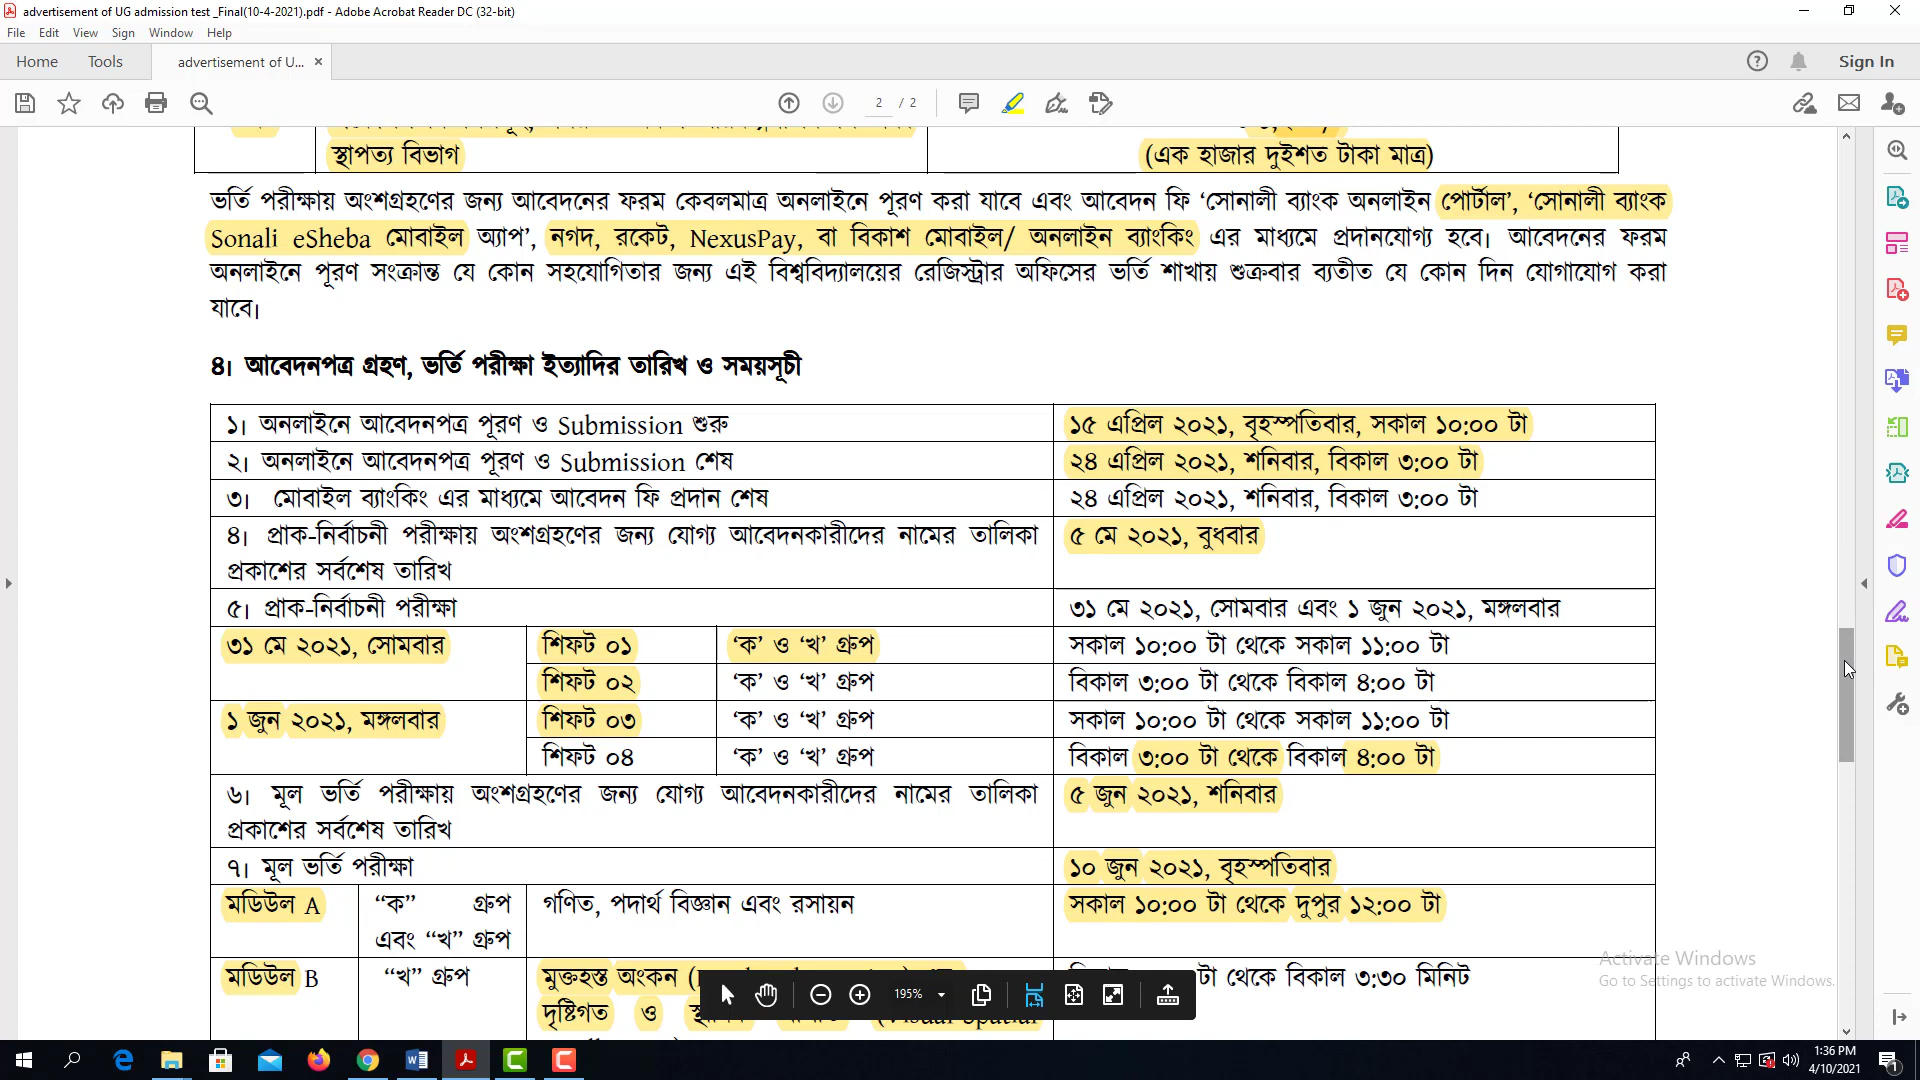 advertisement of UG admission test _Final(10-4-2021).pdf - Adobe Acrobat Reader DC (32-bit)
File Edit View Sign Window Help
Home Tools advertisement of U... × Sign In
2 / 2
স্থাপত্য বিভাগ (এক হাজার দুইশত টাকা মাত্র)
ভর্তি পরীক্ষায় অংশগ্রহণের জন্য আবেদনের ফরম কেবলমাত্র অনলাইনে পূরণ করা যাবে এবং আবেদন ফি ‘সোনালী ব্যাংক অনলাইন পোর্টাল’, ‘সোনালী ব্যাংক
Sonali eSheba মোবাইল অ্যাপ’, নগদ, রকেট, NexusPay, বা বিকাশ মোবাইল/ অনলাইন ব্যাংকিং এর মাধ্যমে প্রদানযোগ্য হবে। আবেদনের ফরম
অনলাইনে পূরণ সংক্রান্ত যে কোন সহযোগিতার জন্য এই বিশ্ববিদ্যালয়ের রেজিস্ট্রার অফিসের ভর্তি শাখায় শুক্রবার ব্যতীত যে কোন দিন যোগাযোগ করা
যাবে।
৪। আবেদনপত্র গ্রহণ, ভর্তি পরীক্ষা ইত্যাদির তারিখ ও সময়সূচী
১। অনলাইনে আবেদনপত্র পূরণ ও Submission শুরু ১৫ এপ্রিল ২০২১, বৃহস্পতিবার, সকাল ১০:০০ টা
২। অনলাইনে আবেদনপত্র পূরণ ও Submission শেষ ২৪ এপ্রিল ২০২১, শনিবার, বিকাল ৩:০০ টা
৩। মোবাইল ব্যাংকিং এর মাধ্যমে আবেদন ফি প্রদান শেষ ২৪ এপ্রিল ২০২১, শনিবার, বিকাল ৩:০০ টা
৪। প্রাক-নির্বাচনী পরীক্ষায় অংশগ্রহণের জন্য যোগ্য আবেদনকারীদের নামের তালিকা ৫ মে ২০২১, বুধবার
প্রকাশের সর্বশেষ তারিখ
৫। প্রাক-নির্বাচনী পরীক্ষা ৩১ মে ২০২১, সোমবার এবং ১ জুন ২০২১, মঙ্গলবার
৩১ মে ২০২১, সোমবার শিফট ০১ ‘ক’ ও ‘খ’ গ্রুপ সকাল ১০:০০ টা থেকে সকাল ১১:০০ টা
শিফট ০২ ‘ক’ ও ‘খ’ গ্রুপ বিকাল ৩:০০ টা থেকে বিকাল ৪:০০ টা
১ জুন ২০২১, মঙ্গলবার শিফট ০৩ ‘ক’ ও ‘খ’ গ্রুপ সকাল ১০:০০ টা থেকে সকাল ১১:০০ টা
শিফট ০৪ ‘ক’ ও ‘খ’ গ্রুপ বিকাল ৩:০০ টা থেকে বিকাল ৪:০০ টা
৬। মূল ভর্তি পরীক্ষায় অংশগ্রহণের জন্য যোগ্য আবেদনকারীদের নামের তালিকা ৫ জুন ২০২১, শনিবার
প্রকাশের সর্বশেষ তারিখ
৭। মূল ভর্তি পরীক্ষা ১০ জুন ২০২১, বৃহস্পতিবার
মডিউল A “ক” গ্রুপ গণিত, পদার্থ বিজ্ঞান এবং রসায়ন সকাল ১০:০০ টা থেকে দুপুর ১২:০০ টা
এবং “খ” গ্রুপ
মডিউল B “খ” গ্রুপ মুক্তহস্ত অংকন টা থেকে বিকাল ৩:৩০ মিনিট
দৃষ্টিগত ও
195%
Activate Windows
Go to Settings to activate Windows.
1:36 PM
4/10/2021